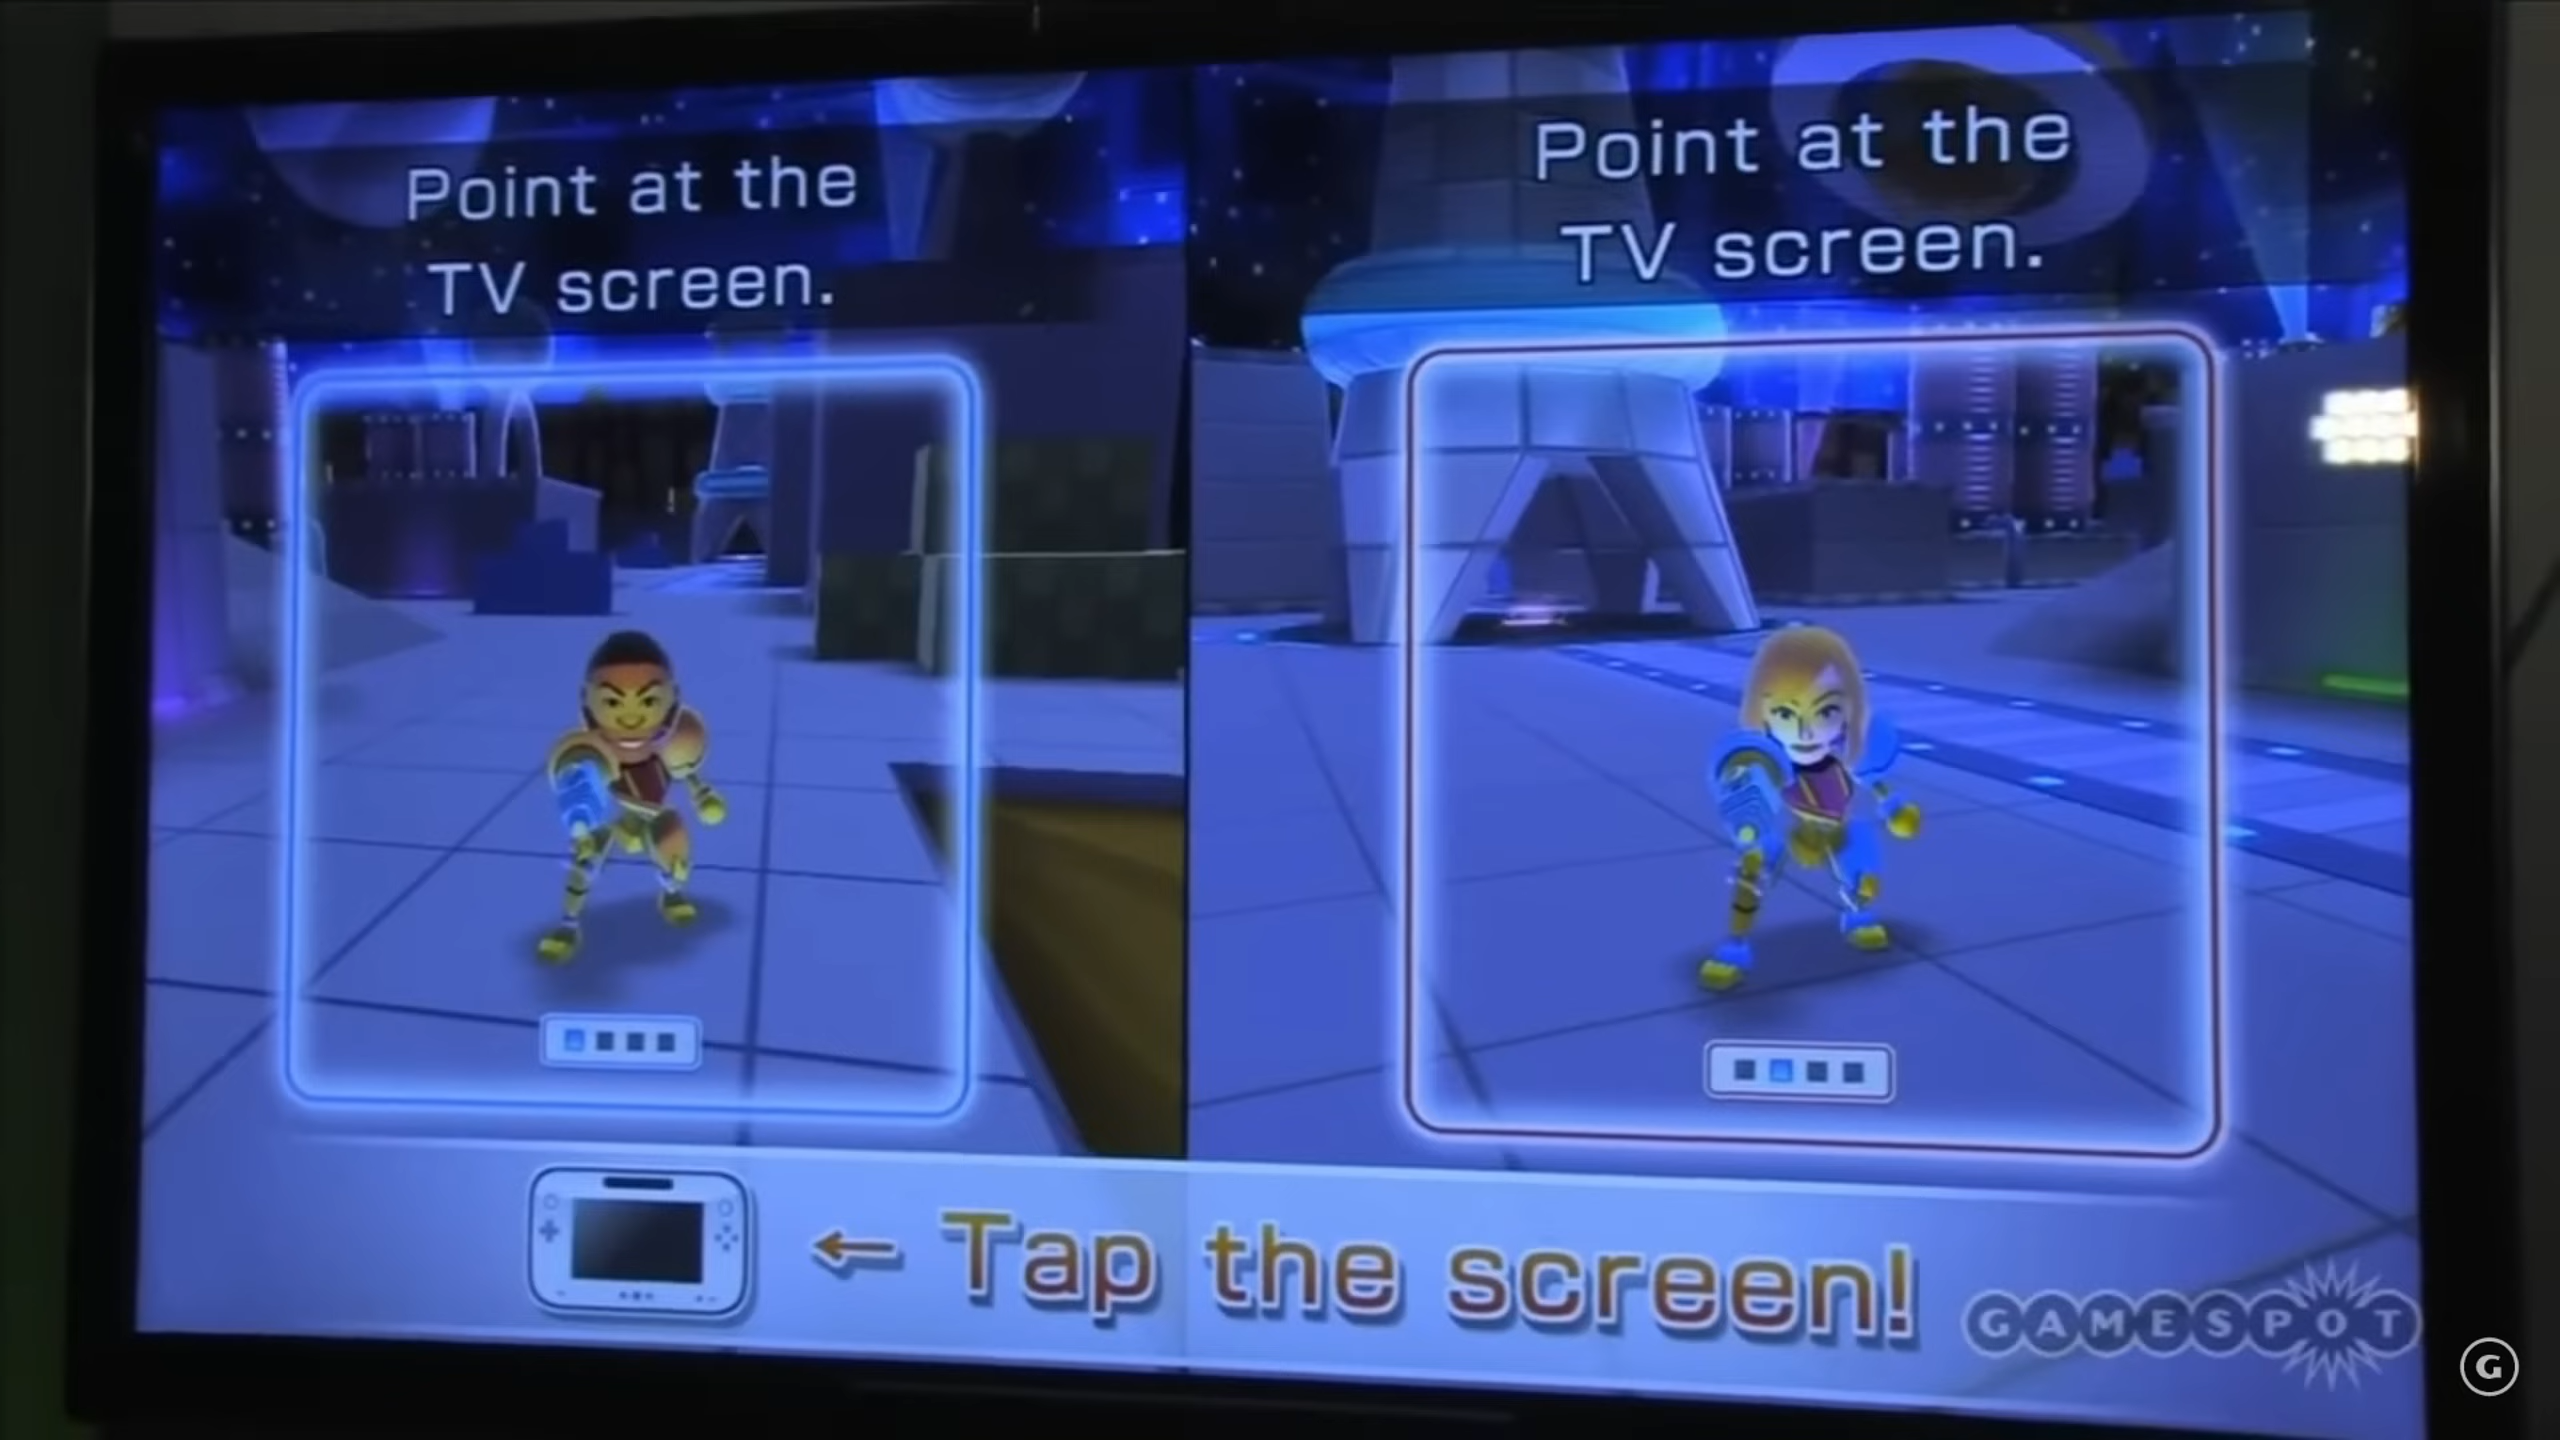 Point at the
TV screen.
Point at the
TV screen.
← Tap the screen!
GAMESPOT
G